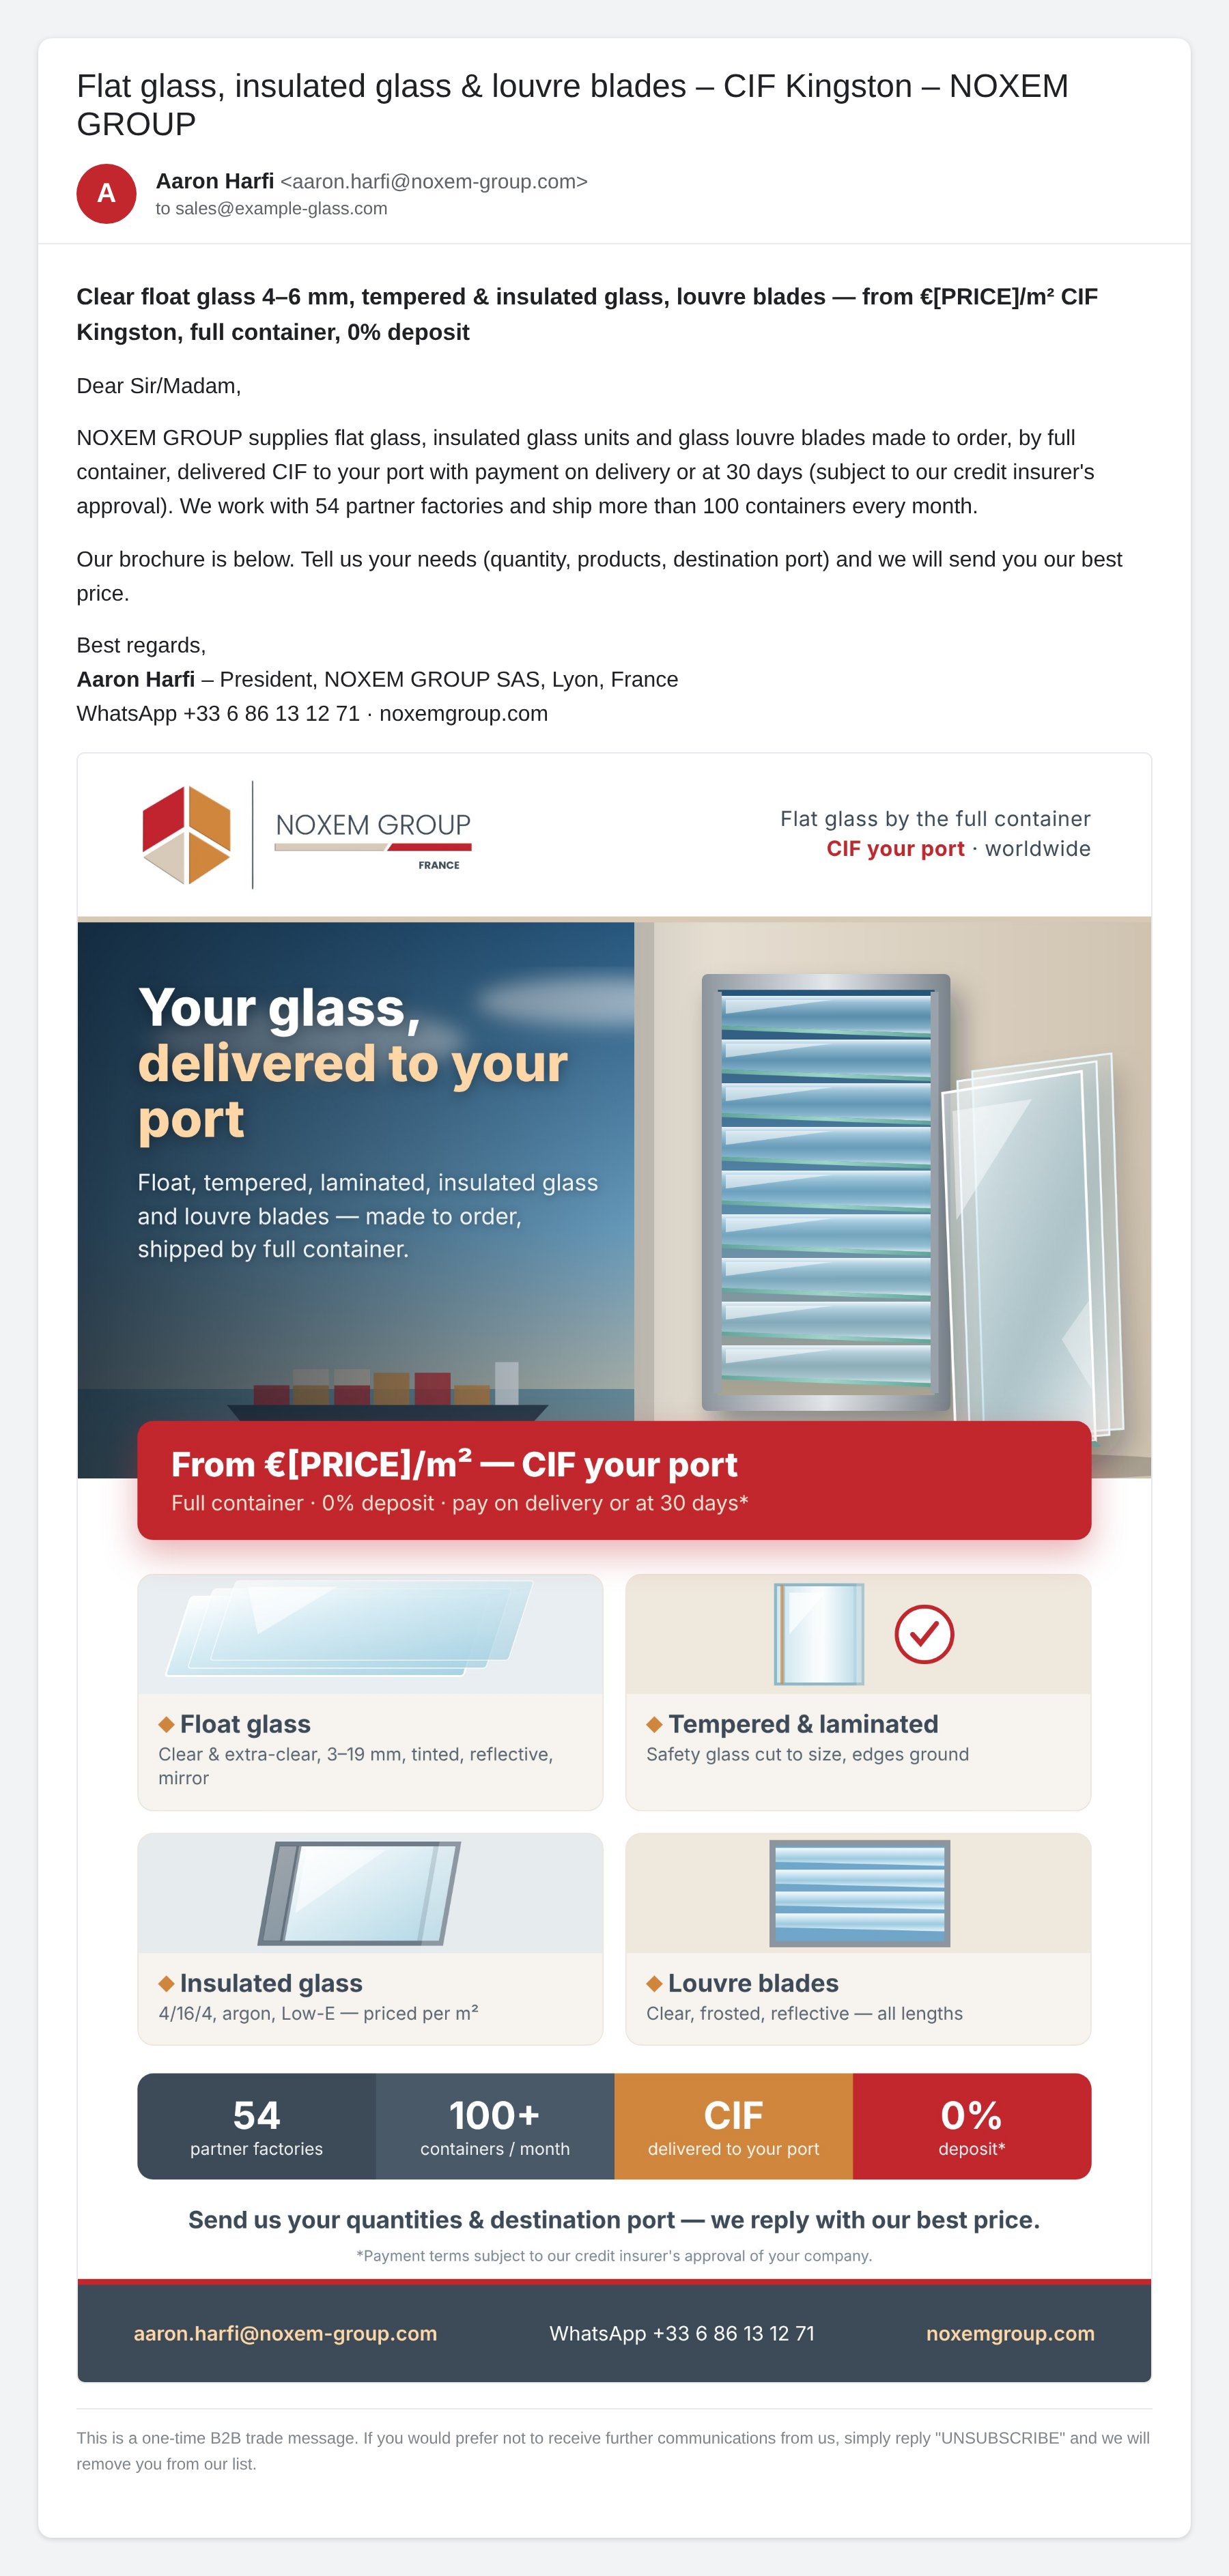 Flat glass, insulated glass & louvre blades – CIF Kingston – NOXEM
GROUP
A
Aaron Harfi <aaron.harfi@noxem-group.com>
to sales@example-glass.com
Clear float glass 4–6 mm, tempered & insulated glass, louvre blades — from €[PRICE]/m² CIF
Kingston, full container, 0% deposit
Dear Sir/Madam,
NOXEM GROUP supplies flat glass, insulated glass units and glass louvre blades made to order, by full
container, delivered CIF to your port with payment on delivery or at 30 days (subject to our credit insurer's
approval). We work with 54 partner factories and ship more than 100 containers every month.
Our brochure is below. Tell us your needs (quantity, products, destination port) and we will send you our best
price.
Best regards,
Aaron Harfi – President, NOXEM GROUP SAS, Lyon, France
WhatsApp +33 6 86 13 12 71 · noxemgroup.com
NOXEM GROUP
FRANCE
Flat glass by the full container
CIF your port · worldwide
Your glass,
delivered to your
port
Float, tempered, laminated, insulated glass
and louvre blades — made to order,
shipped by full container.
From €[PRICE]/m² — CIF your port
Full container · 0% deposit · pay on delivery or at 30 days*
Float glass
Clear & extra-clear, 3–19 mm, tinted, reflective,
mirror
Tempered & laminated
Safety glass cut to size, edges ground
Insulated glass
4/16/4, argon, Low-E — priced per m²
Louvre blades
Clear, frosted, reflective — all lengths
54
partner factories
100+
containers / month
CIF
delivered to your port
0%
deposit*
Send us your quantities & destination port — we reply with our best price.
*Payment terms subject to our credit insurer's approval of your company.
aaron.harfi@noxem-group.com
WhatsApp +33 6 86 13 12 71
noxemgroup.com
This is a one-time B2B trade message. If you would prefer not to receive further communications from us, simply reply "UNSUBSCRIBE" and we will
remove you from our list.